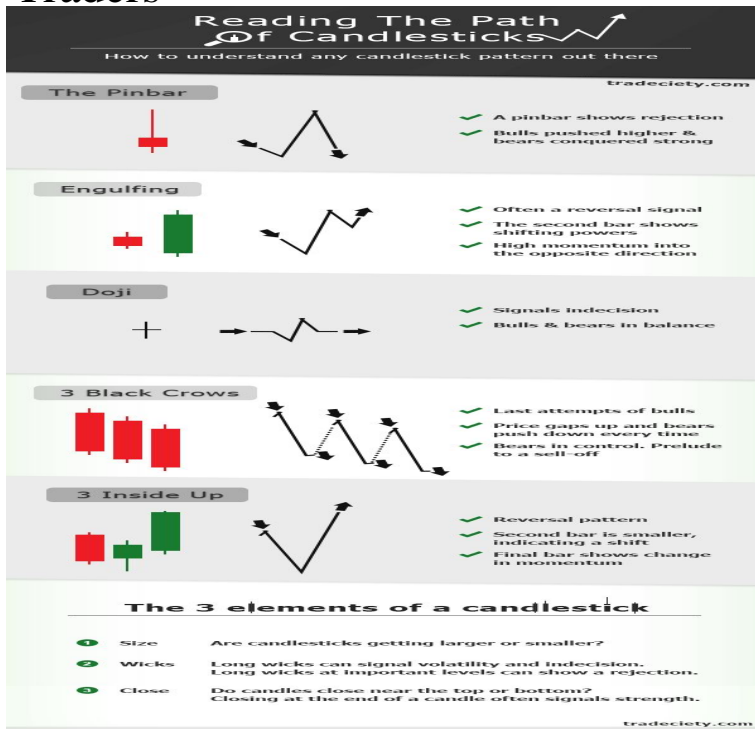 Traders
Reading The Path
Of Candlesticks
How to understand any candlestick pattern out there
tradeciety.com
The Pinbar
A pinbar shows rejection
Bulls pushed higher &
bears conquered strong
Engulfing
Often a reversal signal
The second bar shows
shifting powers
High momentum into
the opposite direction
Doji
Signals indecision
Bulls & bears in balance
3 Black Crows
Last attempts of bulls
Price gaps up and bears
push down every time
Bears in control. Prelude
to a sell-off
3 Inside Up
Reversal pattern
Second bar is smaller,
indicating a shift
Final bar shows change
in momentum
The 3 elements of a candlestick
1 Size Are candlesticks getting larger or smaller?
2 Wicks Long wicks can signal volatility and indecision.
Long wicks at important levels can show a rejection.
3 Close Do candles close near the top or bottom?
Closing at the end of a candle often signals strength.
tradeciety.com